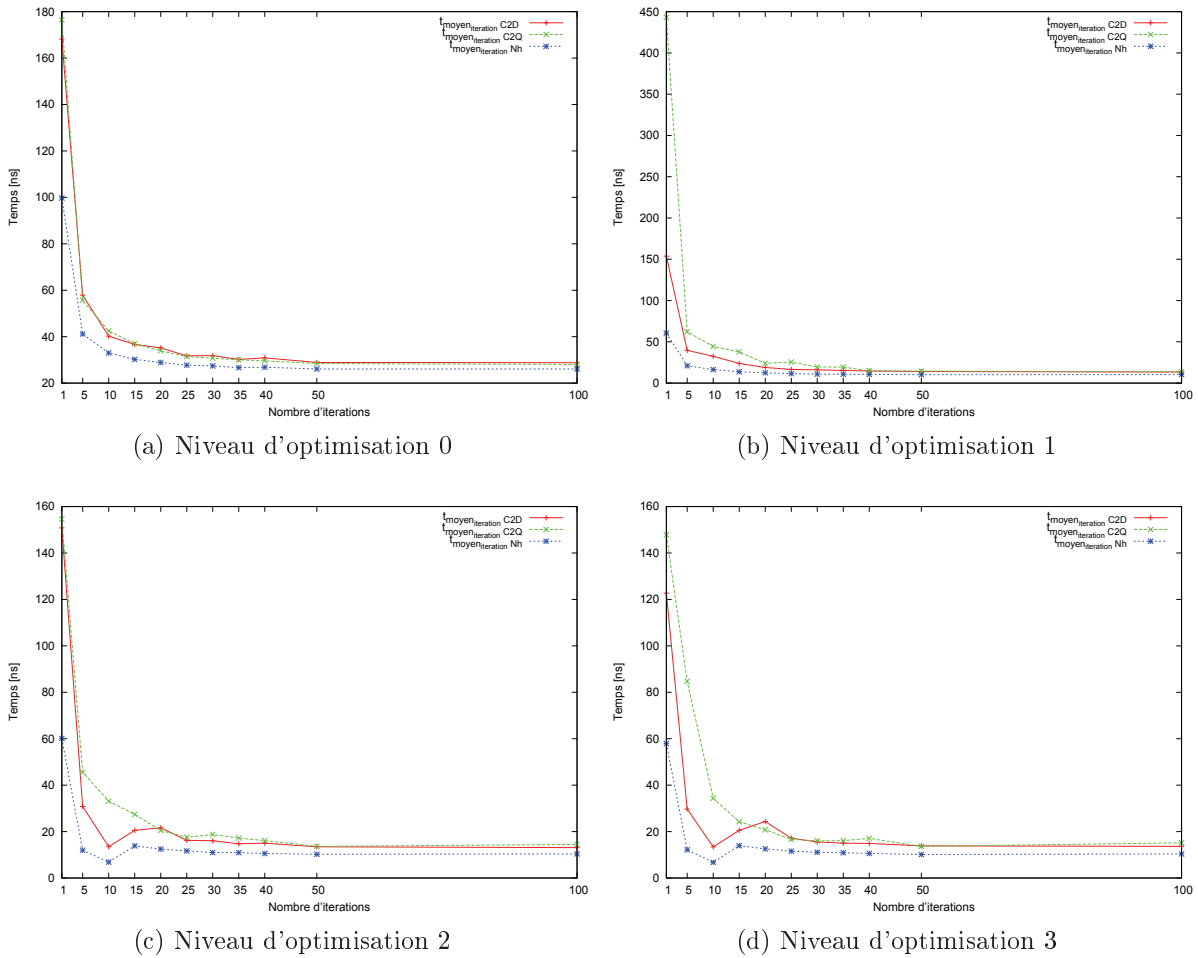 180
160
140
120
100
80
60
40
20
Temps [ns]
t_moyen_iteration C2D
t_moyen_iteration C2Q
t_moyen_iteration Nh
1 5 10 15 20 25 30 35 40 50 100
Nombre d'iterations
(a) Niveau d'optimisation 0
450
400
350
300
250
200
150
100
50
0
Temps [ns]
t_moyen_iteration C2D
t_moyen_iteration C2Q
t_moyen_iteration Nh
1 5 10 15 20 25 30 35 40 50 100
Nombre d'iterations
(b) Niveau d'optimisation 1
160
140
120
100
80
60
40
20
0
Temps [ns]
t_moyen_iteration C2D
t_moyen_iteration C2Q
t_moyen_iteration Nh
1 5 10 15 20 25 30 35 40 50 100
Nombre d'iterations
(c) Niveau d'optimisation 2
160
140
120
100
80
60
40
20
0
Temps [ns]
t_moyen_iteration C2D
t_moyen_iteration C2Q
t_moyen_iteration Nh
1 5 10 15 20 25 30 35 40 50 100
Nombre d'iterations
(d) Niveau d'optimisation 3